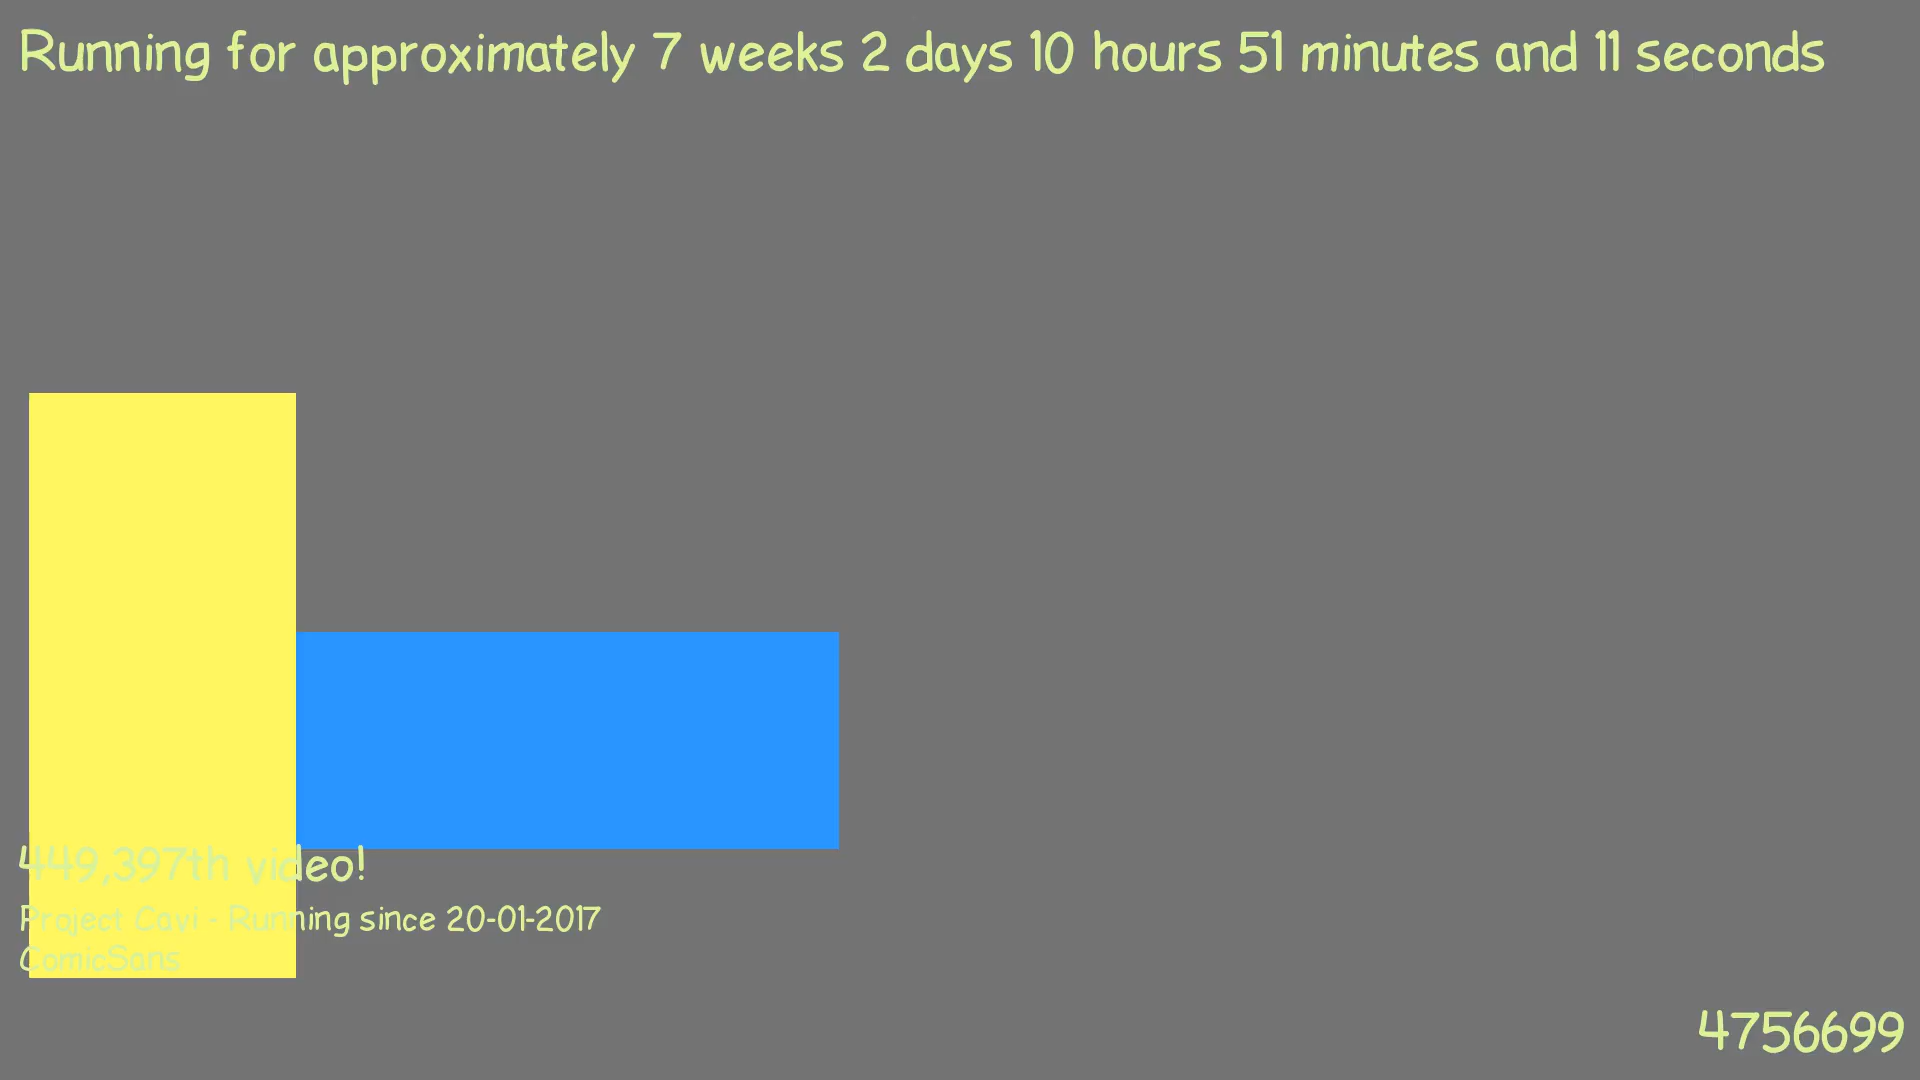 Running for approximately 7 weeks 2 days 10 hours 51 minutes and 11 seconds
449,397th video!
Project Cavi - Running since 20-01-2017
ComicSans
4756699